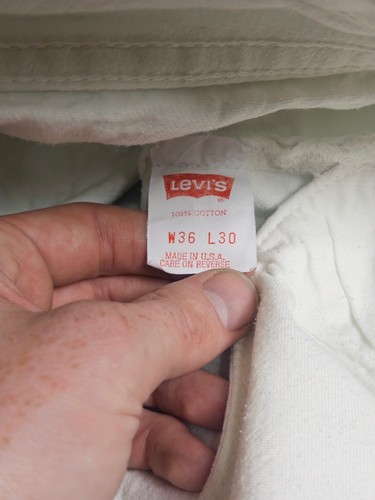 LEVI'S
100% COTTON
W36 L30
MADE IN U.S.A.
CARE ON REVERSE